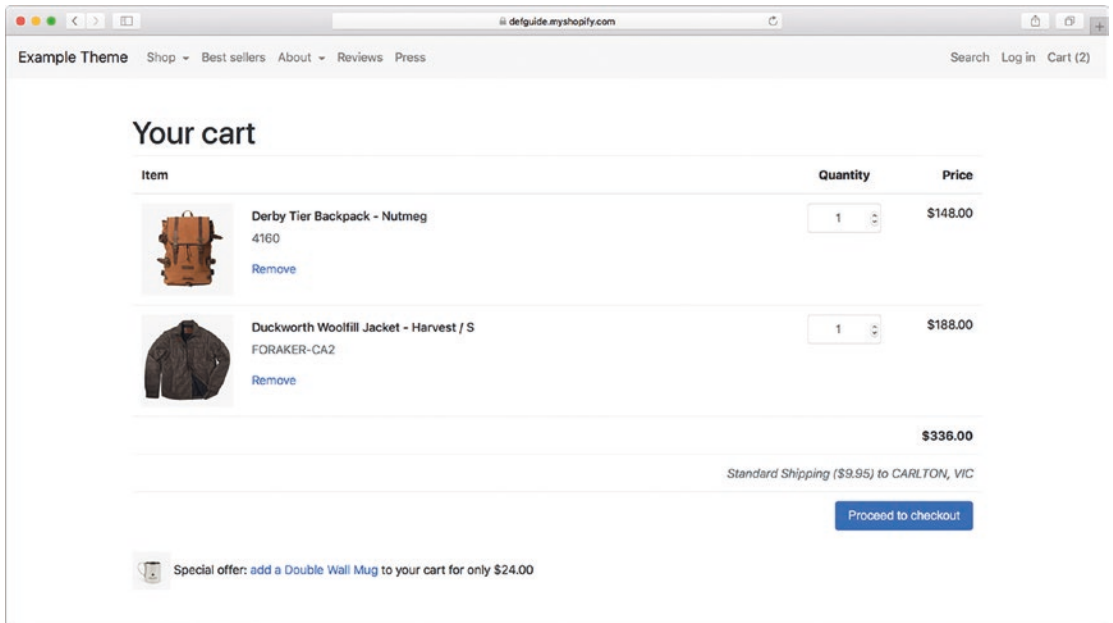 defguide.myshopify.com
Example Theme Shop Best sellers About Reviews Press Search Log in Cart (2)
Your cart
Item Quantity Price
Derby Tier Backpack - Nutmeg 1 $148.00
4160
Remove
Duckworth Woolfill Jacket - Harvest / S 1 $188.00
FORAKER-CA2
Remove
$336.00
Standard Shipping ($9.95) to CARLTON, VIC
Proceed to checkout
Special offer: add a Double Wall Mug to your cart for only $24.00